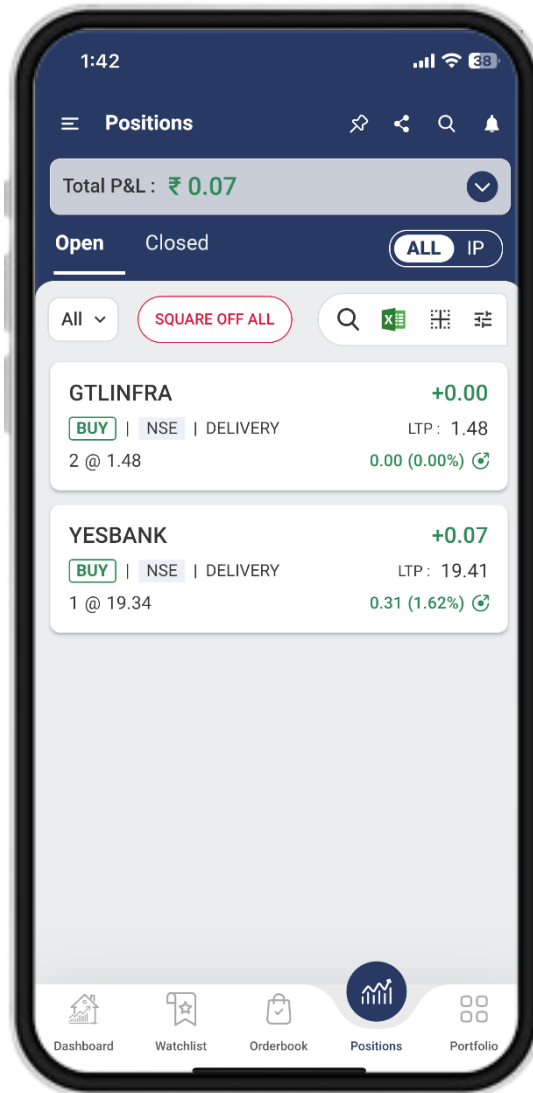 1:42 38
Positions
Total P&L : ₹ 0.07
Open Closed ALL IP
All SQUARE OFF ALL
GTLINFRA +0.00
BUY | NSE | DELIVERY LTP : 1.48
2 @ 1.48 0.00 (0.00%)
YESBANK +0.07
BUY | NSE | DELIVERY LTP : 19.41
1 @ 19.34 0.31 (1.62%)
Dashboard Watchlist Orderbook Positions Portfolio